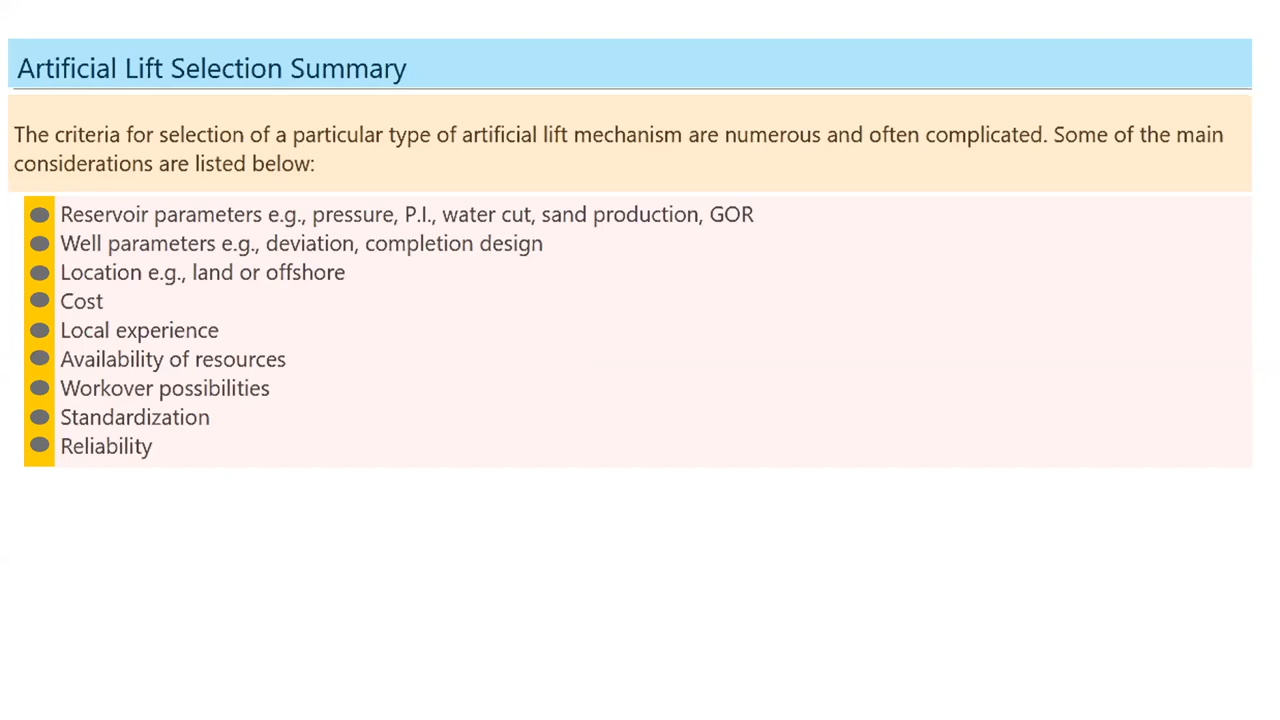 Artificial Lift Selection Summary
The criteria for selection of a particular type of artificial lift mechanism are numerous and often complicated. Some of the main
considerations are listed below:
Reservoir parameters e.g., pressure, P.I., water cut, sand production, GOR
Well parameters e.g., deviation, completion design
Location e.g., land or offshore
Cost
Local experience
Availability of resources
Workover possibilities
Standardization
Reliability